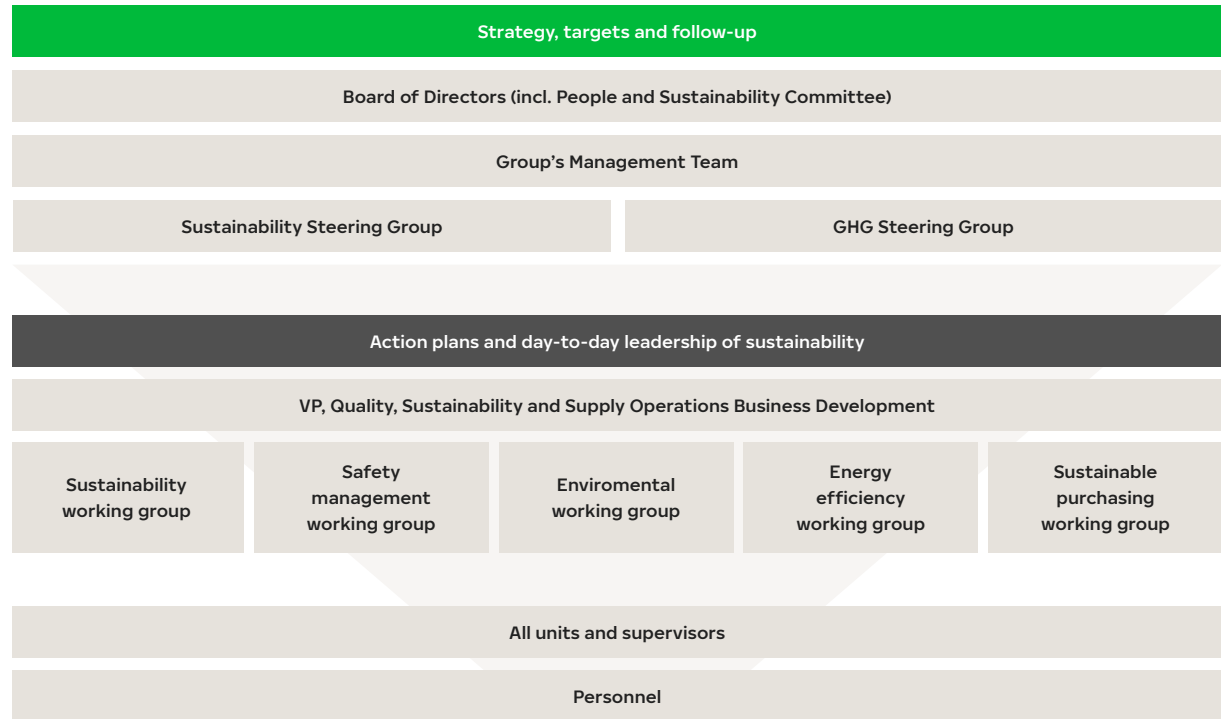 Strategy, targets and follow-up
Board of Directors (incl. People and Sustainability Committee)
Group’s Management Team
Sustainability Steering Group
GHG Steering Group
Action plans and day-to-day leadership of sustainability
VP, Quality, Sustainability and Supply Operations Business Development
Sustainability
working group
Safety
management
working group
Enviromental
working group
Energy
efficiency
working group
Sustainable
purchasing
working group
All units and supervisors
Personnel